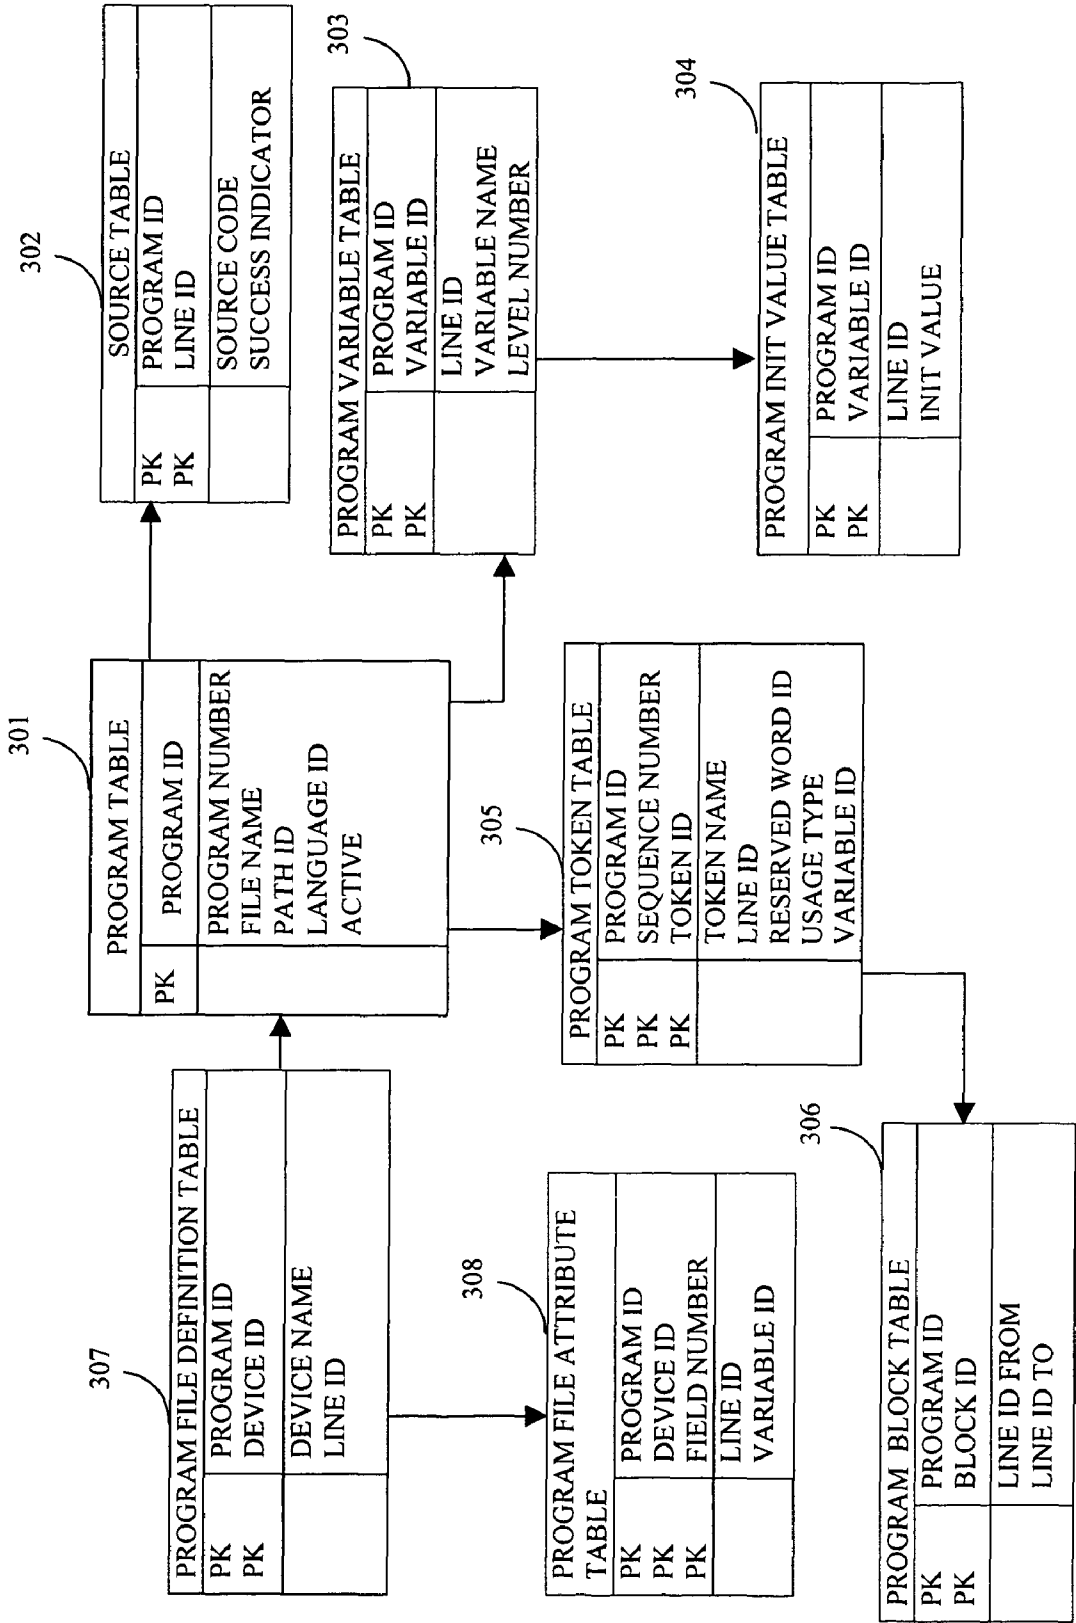 301
PROGRAM TABLE
PK PROGRAM ID
PROGRAM NUMBER
FILE NAME
PATH ID
LANGUAGE ID
ACTIVE
302
SOURCE TABLE
PK PROGRAM ID
PK LINE ID
SOURCE CODE
SUCCESS INDICATOR
307
PROGRAM FILE DEFINITION TABLE
PK PROGRAM ID
PK DEVICE ID
DEVICE NAME
LINE ID
303
PROGRAM VARIABLE TABLE
PK PROGRAM ID
PK VARIABLE ID
LINE ID
VARIABLE NAME
LEVEL NUMBER
308
PROGRAM FILE ATTRIBUTE
TABLE
PK PROGRAM ID
PK DEVICE ID
PK FIELD NUMBER
LINE ID
VARIABLE ID
305
PROGRAM TOKEN TABLE
PK PROGRAM ID
PK SEQUENCE NUMBER
PK TOKEN ID
TOKEN NAME
LINE ID
RESERVED WORD ID
USAGE TYPE
VARIABLE ID
304
PROGRAM INIT VALUE TABLE
PK PROGRAM ID
PK VARIABLE ID
LINE ID
INIT VALUE
306
PROGRAM BLOCK TABLE
PK PROGRAM ID
PK BLOCK ID
LINE ID FROM
LINE ID TO